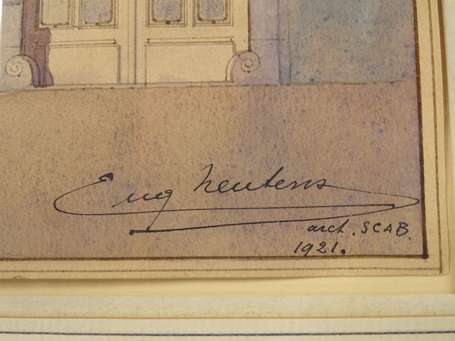 Eug Neutens
arch. SCAB.
1921.